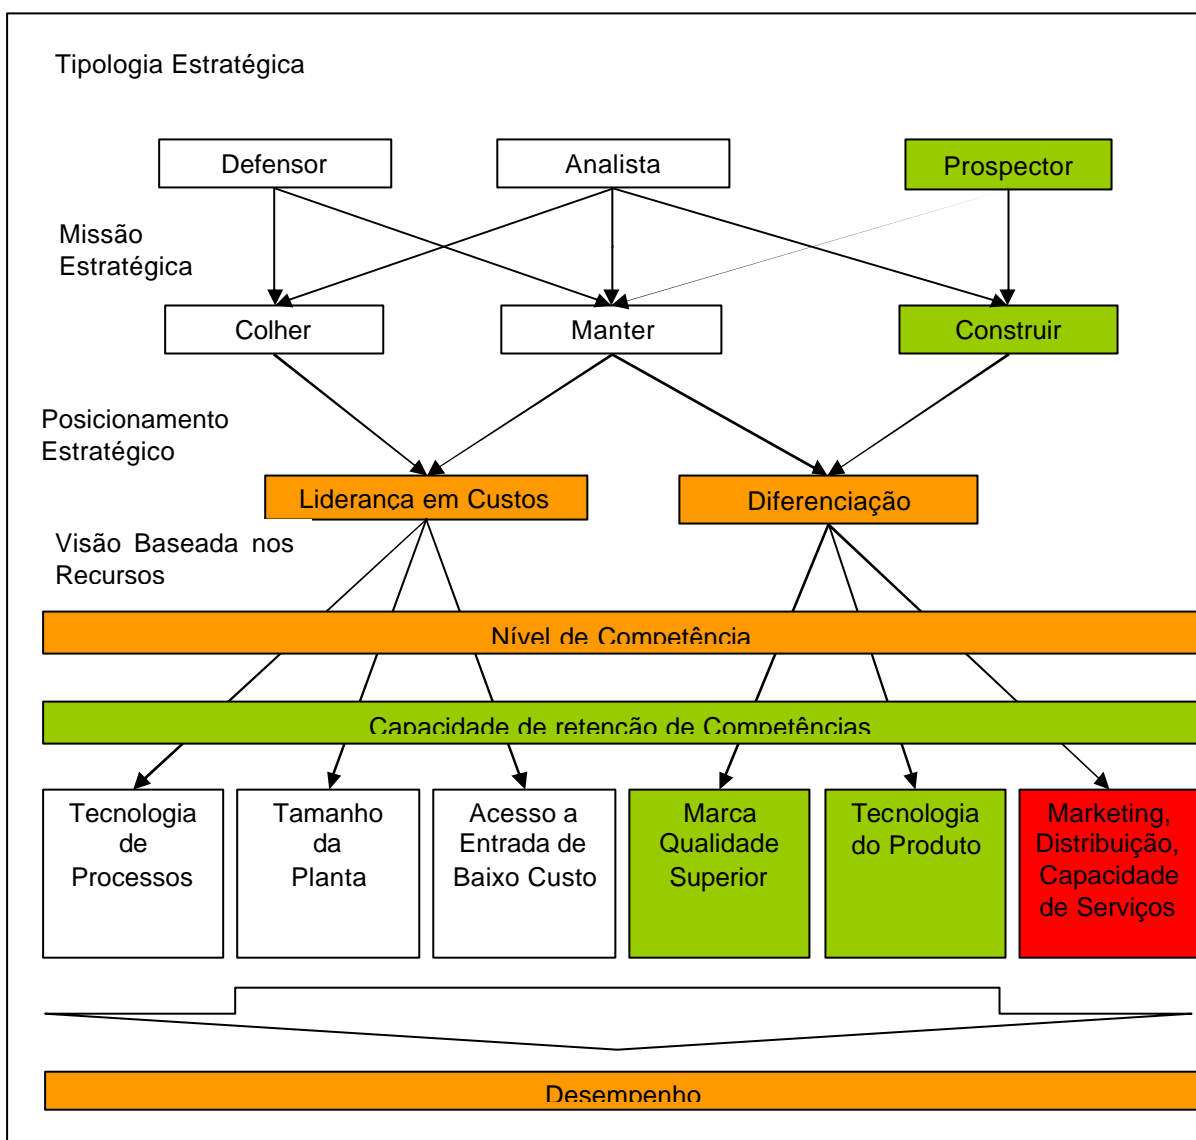 Tipologia Estratégica
Defensor
Analista
Prospector
Missão
Estratégica
Colher
Manter
Construir
Posicionamento
Estratégico
Liderança em Custos
Diferenciação
Visão Baseada nos
Recursos
Nível de Competência
Capacidade de retenção de Competências
Tecnologia
de
Processos
Tamanho
da
Planta
Acesso a
Entrada de
Baixo Custo
Marca
Qualidade
Superior
Tecnologia
do Produto
Marketing,
Distribuição,
Capacidade
de Serviços
Desempenho